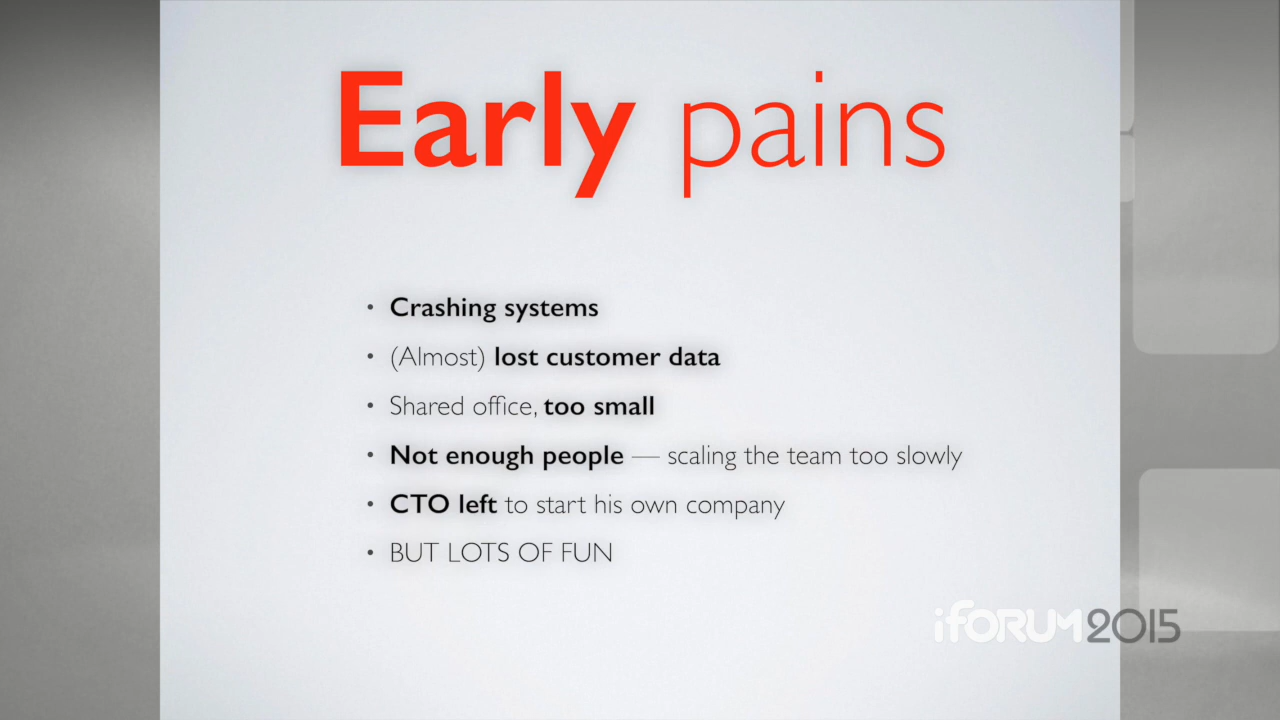 Early pains
• Crashing systems
• (Almost) lost customer data
• Shared office, too small
• Not enough people — scaling the team too slowly
• CTO left to start his own company
• BUT LOTS OF FUN
iFORUM2015